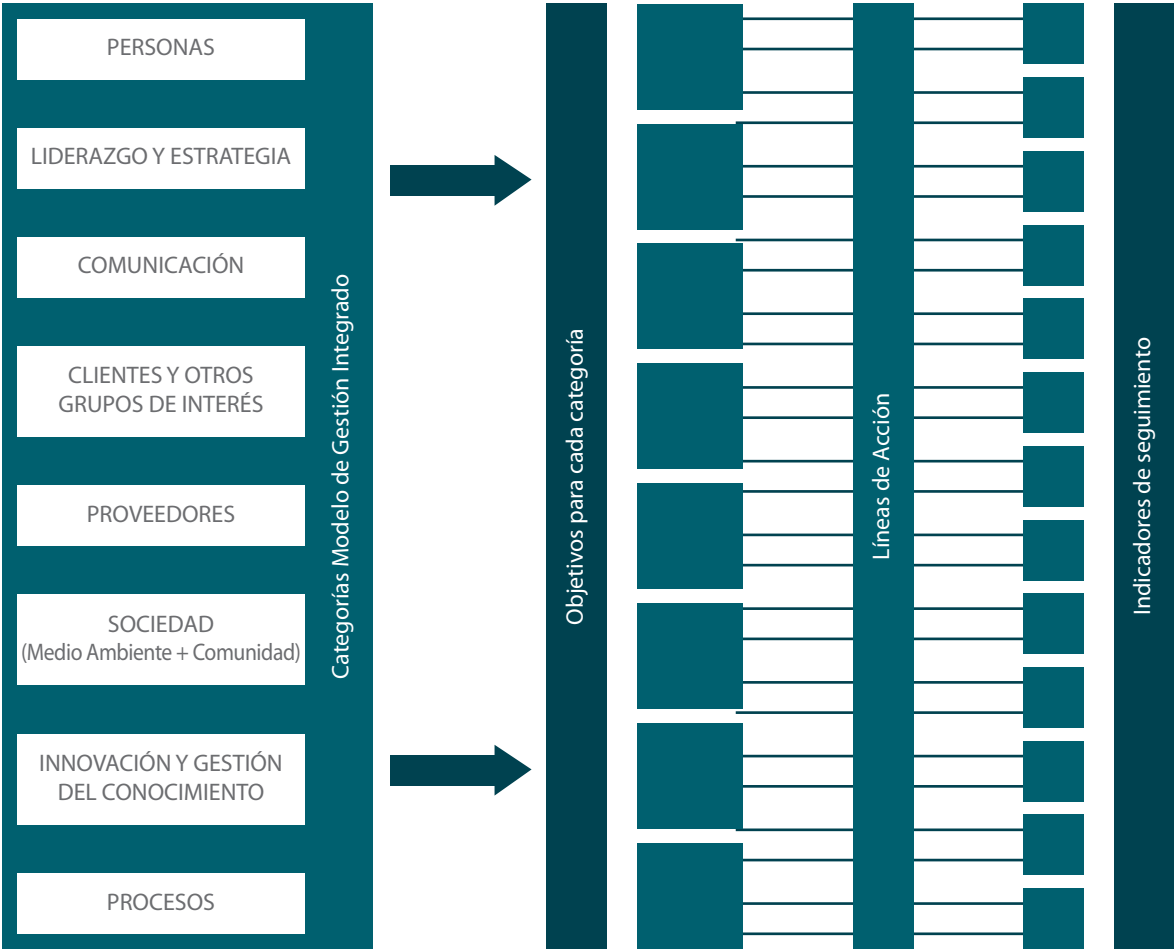 PERSONAS
LIDERAZGO Y ESTRATEGIA
COMUNICACIÓN
CLIENTES Y OTROS
GRUPOS DE INTERÉS
PROVEEDORES
SOCIEDAD
(Medio Ambiente + Comunidad)
INNOVACIÓN Y GESTIÓN
DEL CONOCIMIENTO
PROCESOS
Categorías Modelo de Gestión Integrado
Objetivos para cada categoría
Líneas de Acción
Indicadores de seguimiento